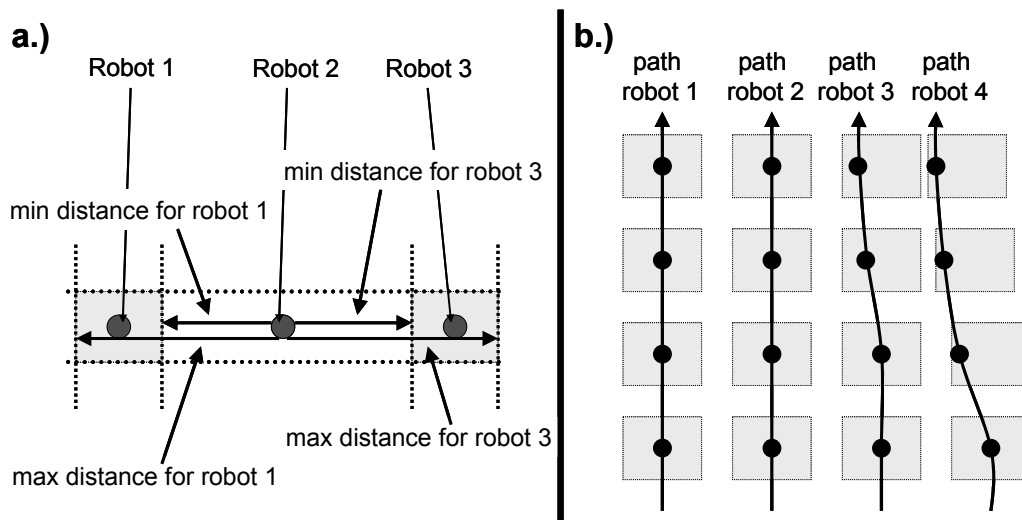 a.)
Robot 1
Robot 2
Robot 3
min distance for robot 3
min distance for robot 1
max distance for robot 3
max distance for robot 1
b.)
path
robot 1
path
robot 2
path
robot 3
path
robot 4